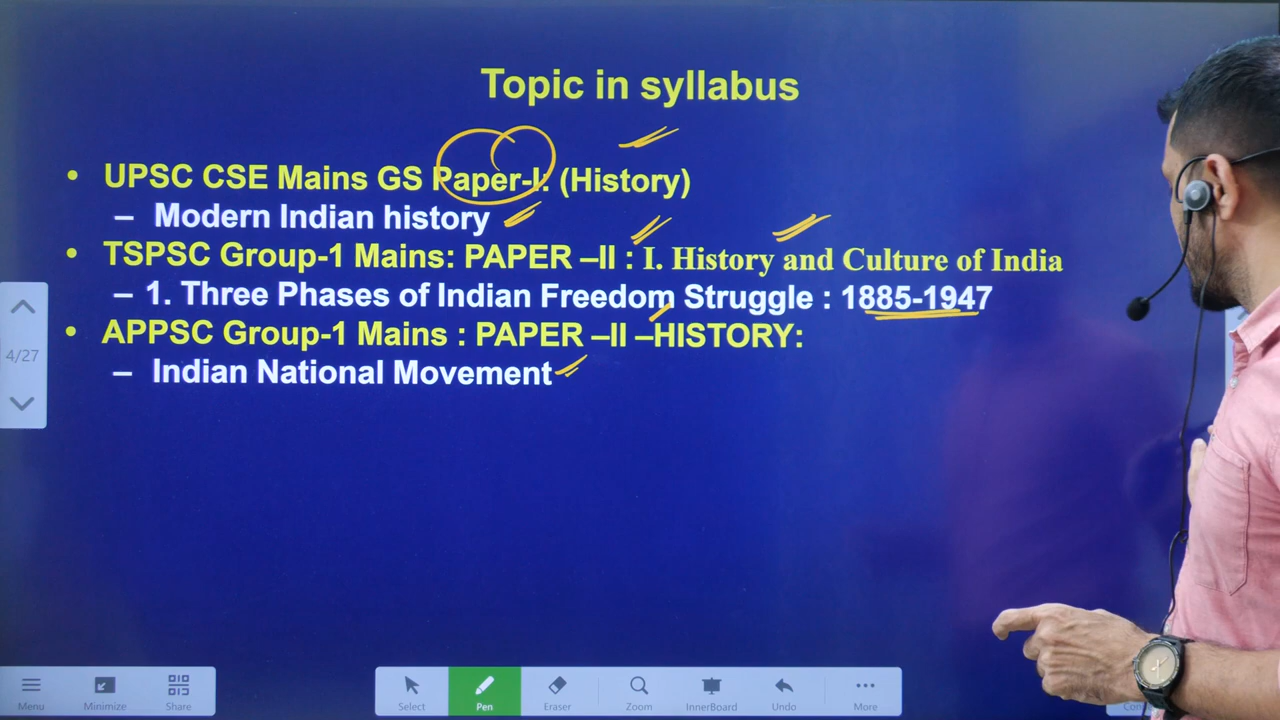 Topic in syllabus
• UPSC CSE Mains GS Paper-I. (History)
– Modern Indian history
• TSPSC Group-1 Mains: PAPER –II : I. History and Culture of India
– 1. Three Phases of Indian Freedom Struggle : 1885-1947
• APPSC Group-1 Mains : PAPER –II –HISTORY:
– Indian National Movement
4/27
Menu Minimize Share Select Pen Eraser Zoom InnerBoard Undo More